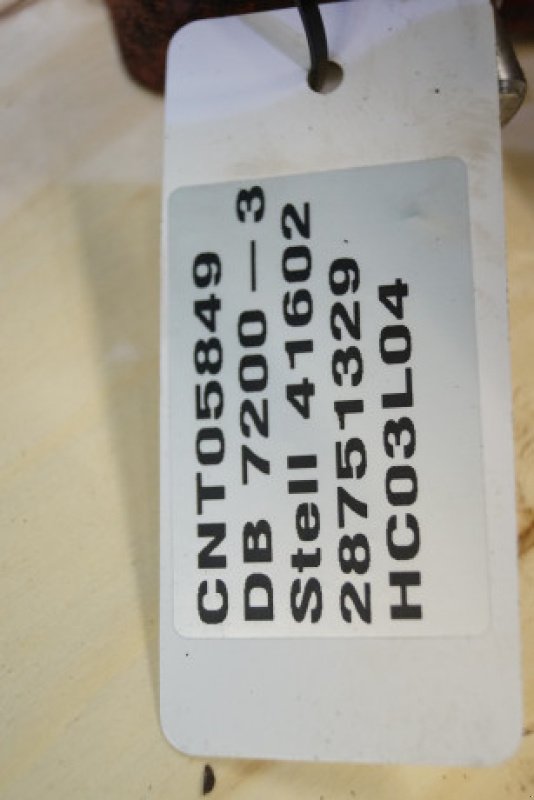 CNT05849
DB 7200 — 3
Stell 41602
28751329
HC03L04